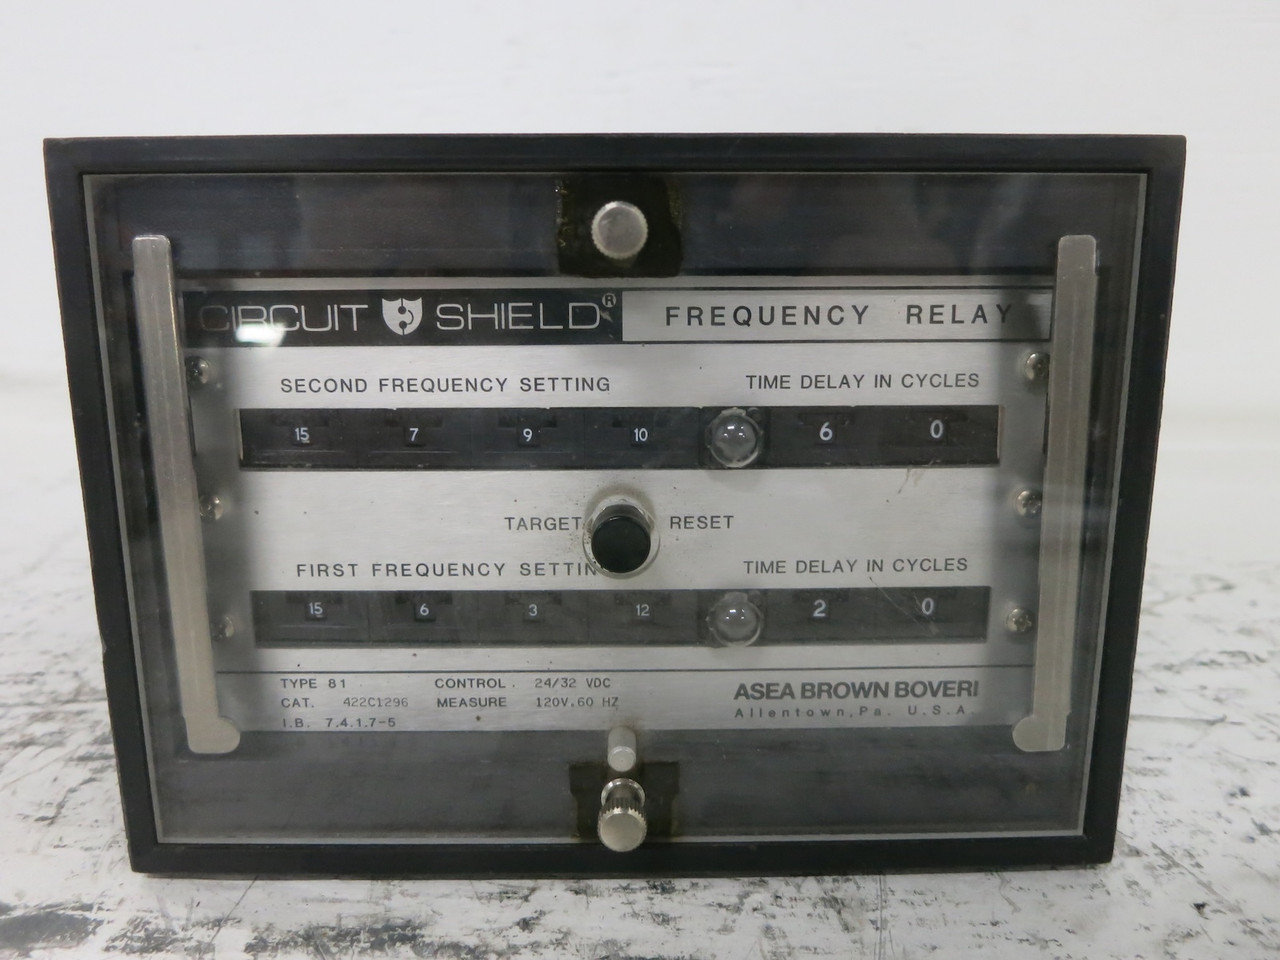 CIRCUIT SHIELD® FREQUENCY RELAY
SECOND FREQUENCY SETTING TIME DELAY IN CYCLES
15 7 9 10 6 0
TARGET RESET
FIRST FREQUENCY SETTIN TIME DELAY IN CYCLES
15 6 3 12 2 0
TYPE 81 CONTROL. 24/32 VDC
CAT. 422C1296 MEASURE 120V.60 HZ
I.B. 7.4.1.7-5
ASEA BROWN BOVERI
Allentown,Pa. U.S.A.